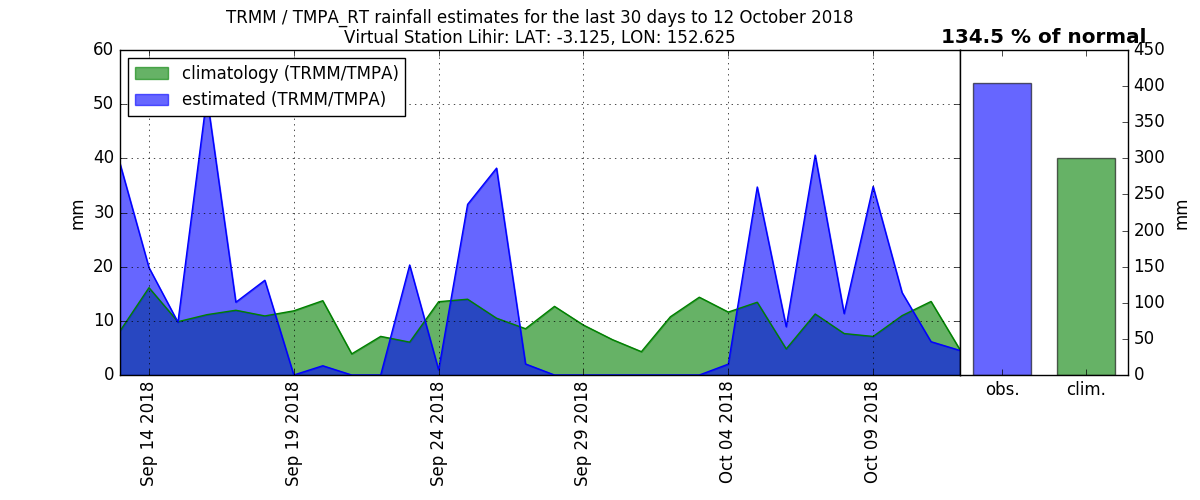 TRMM / TMPA_RT rainfall estimates for the last 30 days to 12 October 2018
Virtual Station Lihir: LAT: -3.125, LON: 152.625
134.5 % of normal
climatology (TRMM/TMPA)
estimated (TRMM/TMPA)
60
50
40
30
20
10
0
mm
Sep 14 2018
Sep 19 2018
Sep 24 2018
Sep 29 2018
Oct 04 2018
Oct 09 2018
450
400
350
300
250
200
150
100
50
0
mm
obs.
clim.